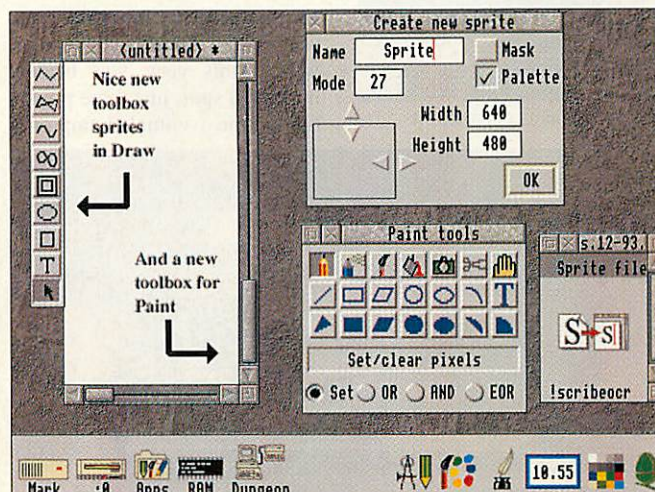 <untitled> *
Nice new
toolbox
sprites
in Draw
And a new
toolbox for
Paint
T
Create new sprite
Name Sprite Mask
Mode 27 Palette
Width 640
Height 480
OK
Paint tools
T
Set/clear pixels
Set OR AND EOR
s.12-93.
Sprite file
S S
!scribeocr
Mark :0 Apps RAM Dungeon
10.55